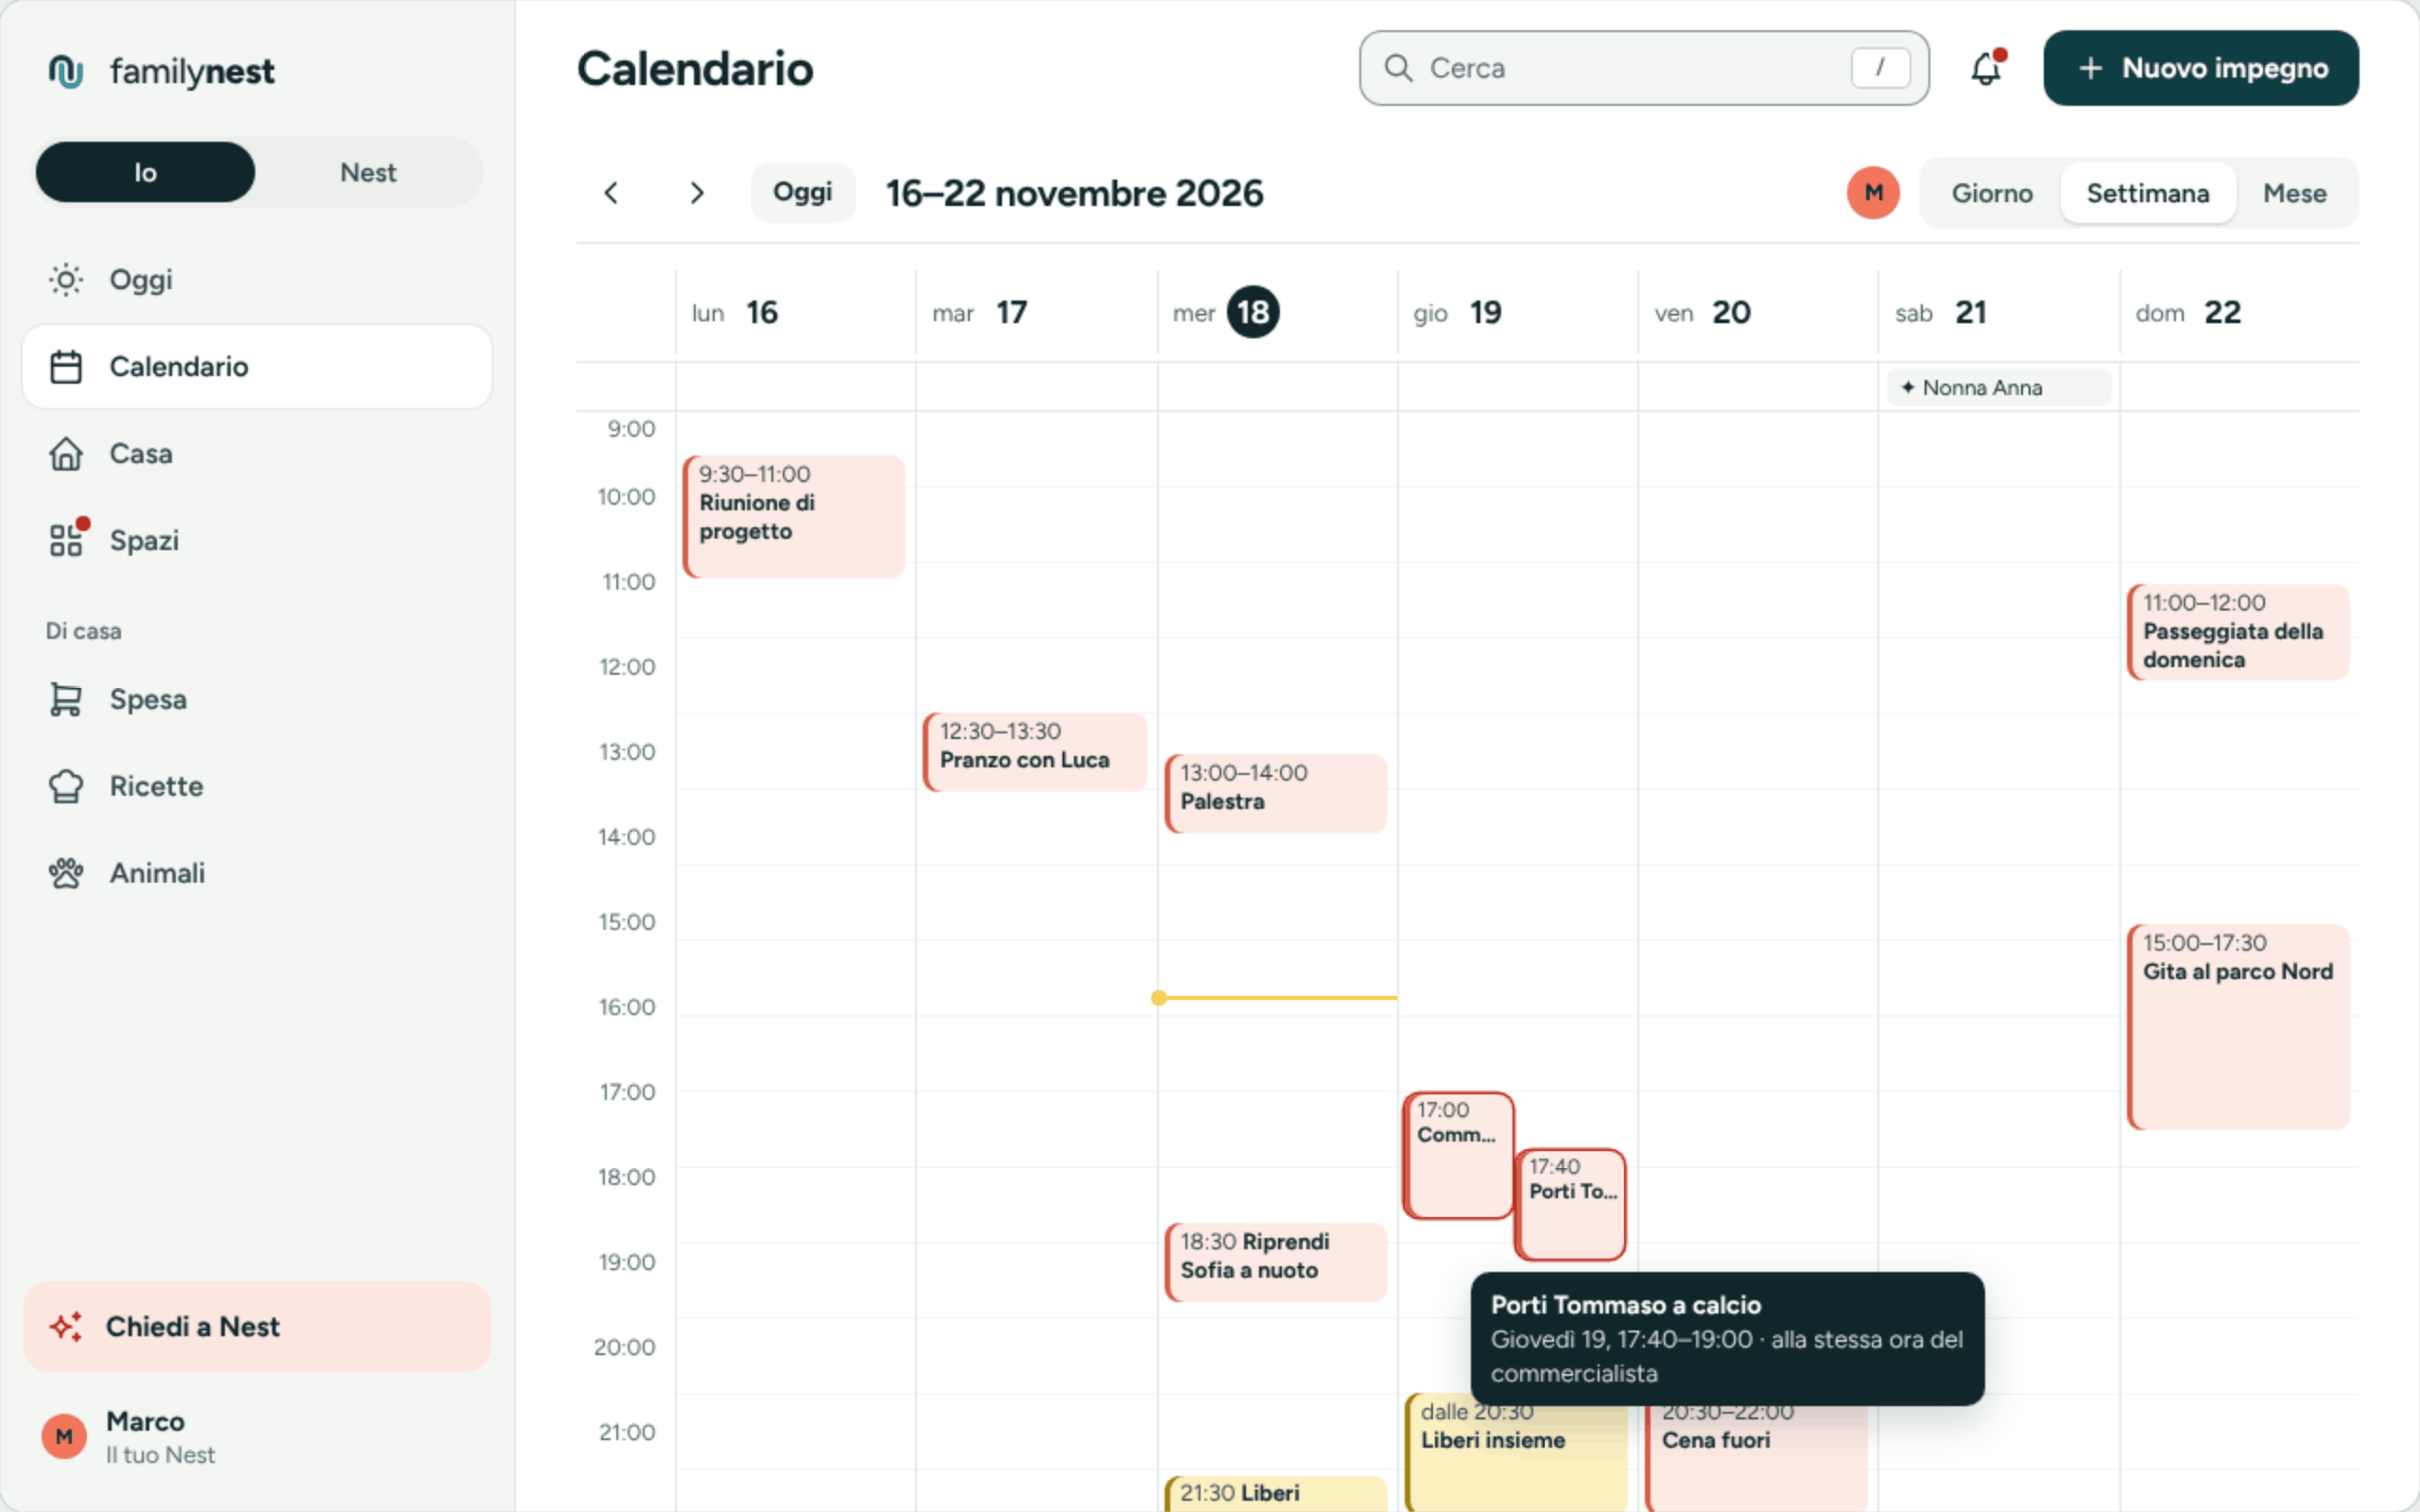 familynest
Io
Nest
Oggi
Calendario
Casa
Spazi
Di casa
Spesa
Ricette
Animali
Chiedi a Nest
M
Marco
Il tuo Nest
Calendario
Cerca
/
+ Nuovo impegno
Oggi
16–22 novembre 2026
M
Giorno
Settimana
Mese
lun 16
mar 17
mer 18
gio 19
ven 20
sab 21
dom 22
✦ Nonna Anna
9:00
10:00
11:00
12:00
13:00
14:00
15:00
16:00
17:00
18:00
19:00
20:00
21:00
9:30–11:00
Riunione di
progetto
12:30–13:30
Pranzo con Luca
13:00–14:00
Palestra
18:30 Riprendi
Sofia a nuoto
21:30 Liberi
17:00
Comm...
17:40
Porti To...
Porti Tommaso a calcio
Giovedì 19, 17:40–19:00 · alla stessa ora del
commercialista
dalle 20:30
Liberi insieme
20:30–22:00
Cena fuori
11:00–12:00
Passeggiata della
domenica
15:00–17:30
Gita al parco Nord